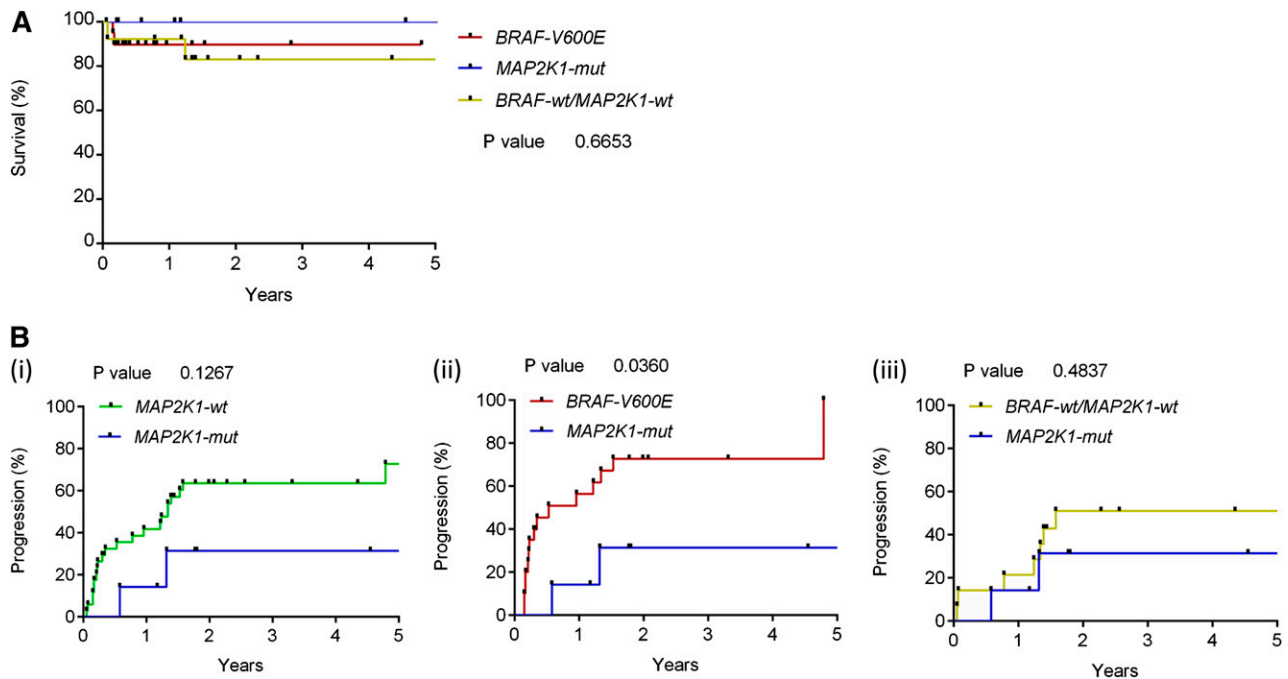 A
Survival (%)
100
80
60
40
20
0
0 1 2 3 4 5
Years
BRAF-V600E
MAP2K1-mut
BRAF-wt/MAP2K1-wt
P value 0.6653
B
(i)
P value 0.1267
MAP2K1-wt
MAP2K1-mut
Progression (%)
100
80
60
40
20
0
0 1 2 3 4 5
Years
(ii)
P value 0.0360
BRAF-V600E
MAP2K1-mut
Progression (%)
100
80
60
40
20
0
0 1 2 3 4 5
Years
(iii)
P value 0.4837
BRAF-wt/MAP2K1-wt
MAP2K1-mut
Progression (%)
100
80
60
40
20
0
0 1 2 3 4 5
Years